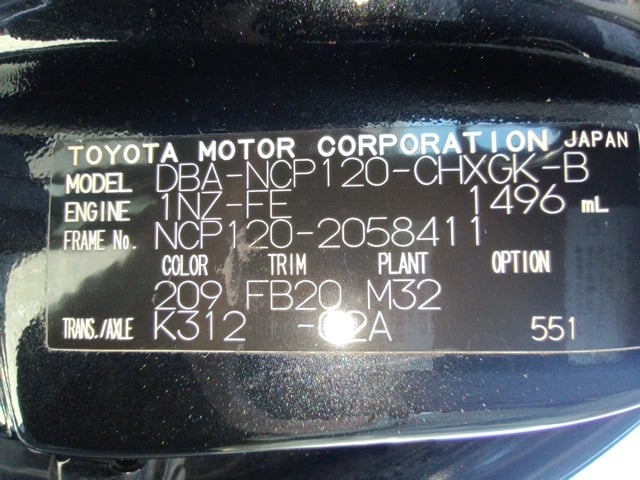 TOYOTA MOTOR CORPORATION JAPAN
MODEL DBA-NCP120-CHXGK-B
ENGINE 1NZ-FE 1496 mL
FRAME No. NCP120-2058411
COLOR TRIM PLANT OPTION
209 FB20 M32
TRANS./AXLE K312 551